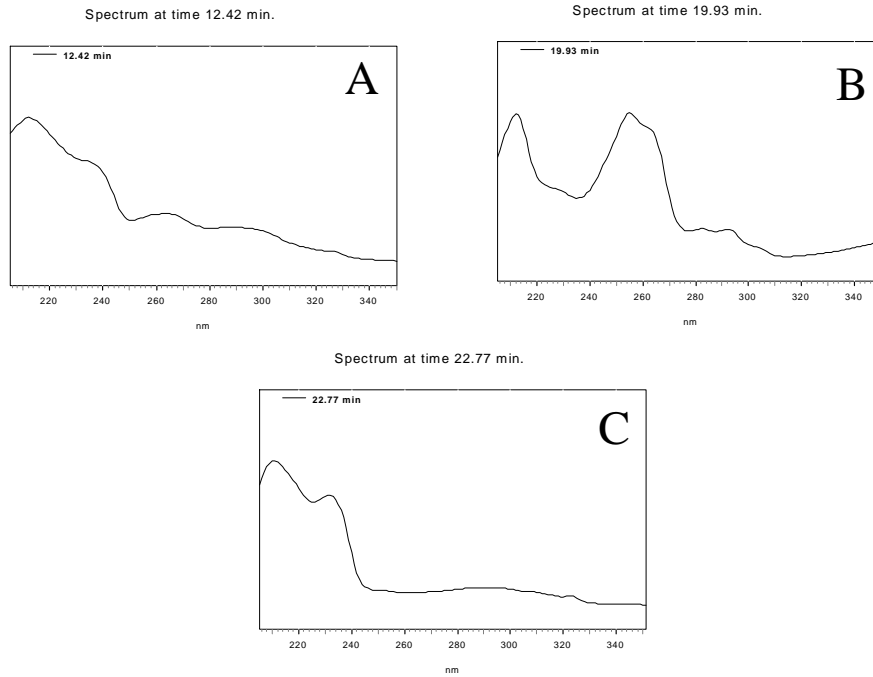 Spectrum at time 12.42 min.
12.42 min
A
220 240 260 280 300 320 340
nm
Spectrum at time 19.93 min.
19.93 min
B
220 240 260 280 300 320 340
nm
Spectrum at time 22.77 min.
22.77 min
C
220 240 260 280 300 320 340
nm